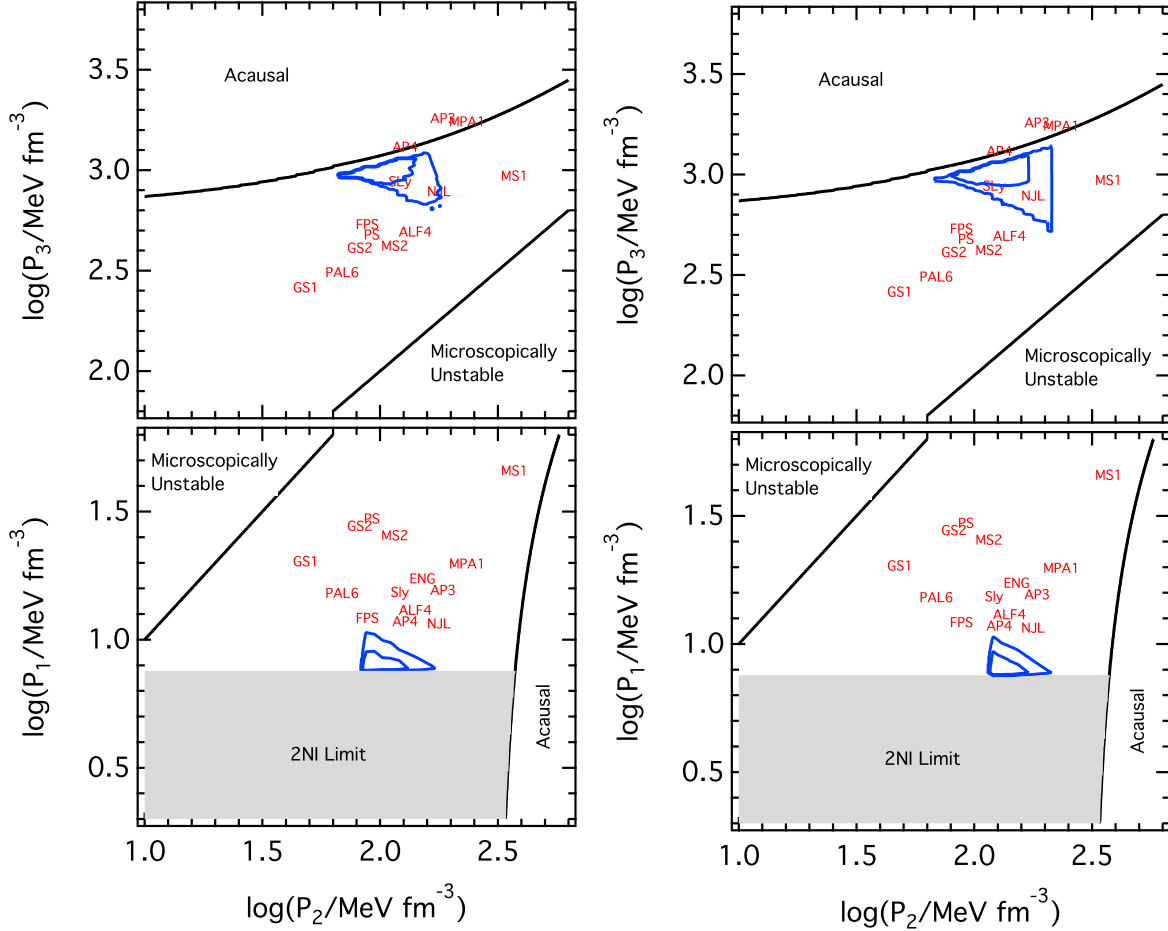 log(P3/MeV fm-3)
3.5
3.0
2.5
2.0
Acausal
AP3
MPA1
AP4
SLy
NJL
MS1
FPS
PS
ALF4
GS2
MS2
PAL6
GS1
Microscopically
Unstable
log(P3/MeV fm-3)
3.5
3.0
2.5
2.0
Acausal
AP3
MPA1
AP4
SLy
NJL
MS1
FPS
PS
ALF4
GS2
MS2
PAL6
GS1
Microscopically
Unstable
log(P1/MeV fm-3)
1.5
1.0
0.5
Microscopically
Unstable
MS1
PS
GS2
MS2
GS1
MPA1
ENG
PAL6
Sly
AP3
ALF4
FPS
AP4
NJL
2NI Limit
Acausal
1.0
1.5
2.0
2.5
log(P2/MeV fm-3)
log(P1/MeV fm-3)
1.5
1.0
0.5
Microscopically
Unstable
MS1
PS
GS2
MS2
GS1
MPA1
ENG
PAL6
Sly
AP3
ALF4
FPS
AP4
NJL
2NI Limit
Acausal
1.0
1.5
2.0
2.5
log(P2/MeV fm-3)